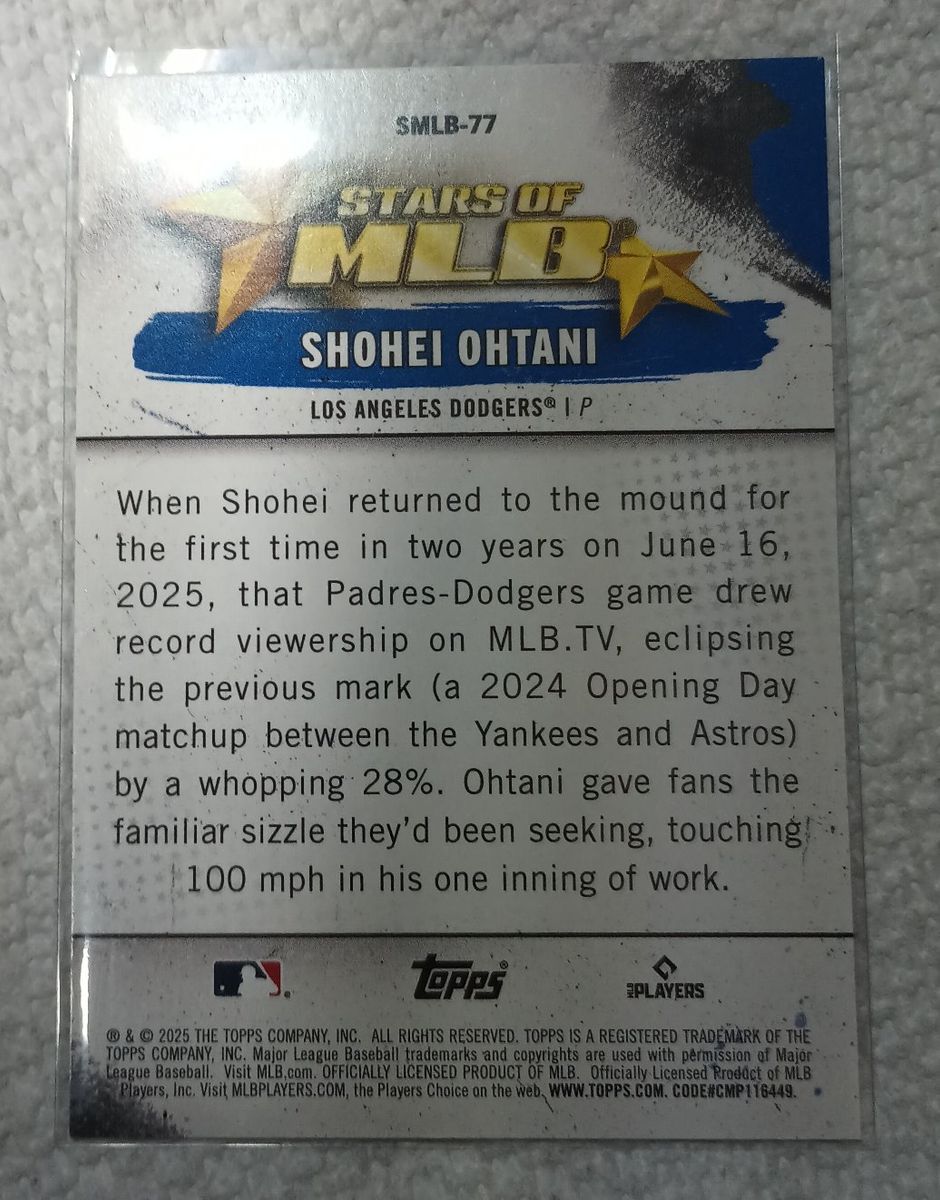 SMLB-77
STARS OF
MLB®
SHOHEI OHTANI
LOS ANGELES DODGERS® | P
When Shohei returned to the mound for
the first time in two years on June 16,
2025, that Padres-Dodgers game drew
record viewership on MLB.TV, eclipsing
the previous mark (a 2024 Opening Day
matchup between the Yankees and Astros)
by a whopping 28%. Ohtani gave fans the
familiar sizzle they'd been seeking, touching
100 mph in his one inning of work.
Topps® MLB PLAYERS
® & © 2025 THE TOPPS COMPANY, INC. ALL RIGHTS RESERVED. TOPPS IS A REGISTERED TRADEMARK OF THE
TOPPS COMPANY, INC. Major League Baseball trademarks and copyrights are used with permission of Major
League Baseball. Visit MLB.com. OFFICIALLY LICENSED PRODUCT OF MLB. Officially Licensed Product of MLB
Players, Inc. Visit MLBPLAYERS.COM, the Players Choice on the web. WWW.TOPPS.COM. CODE#CMP116449.